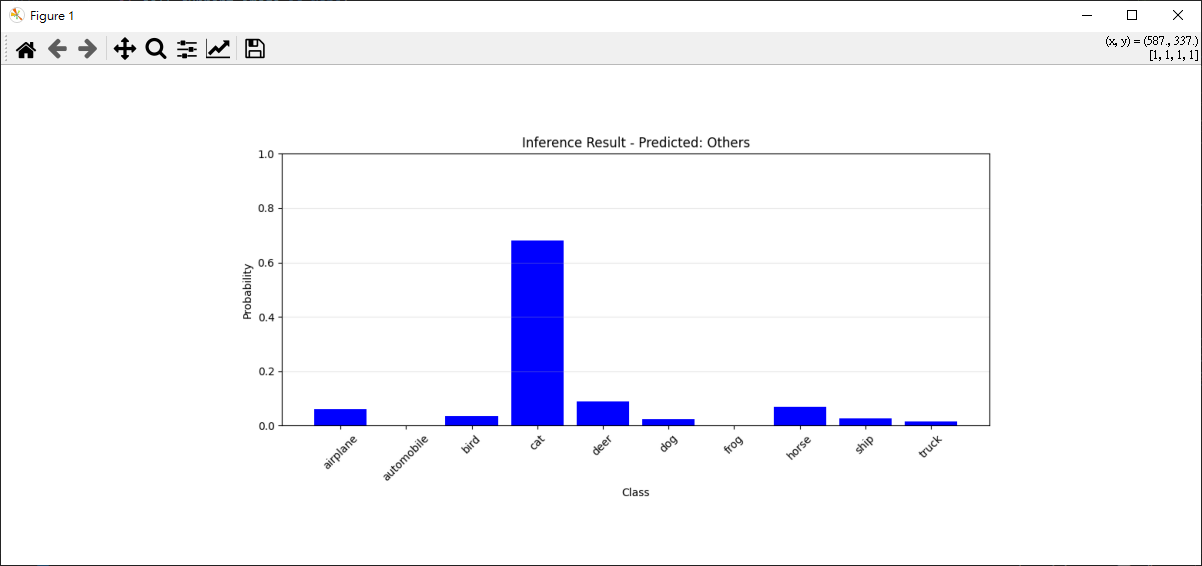 Figure 1
(x, y) = (587., 337.)
[1, 1, 1, 1]
Inference Result - Predicted: Others
1.0
0.8
0.6
0.4
0.2
0.0
Probability
airplane
automobile
bird
cat
deer
dog
frog
horse
ship
truck
Class